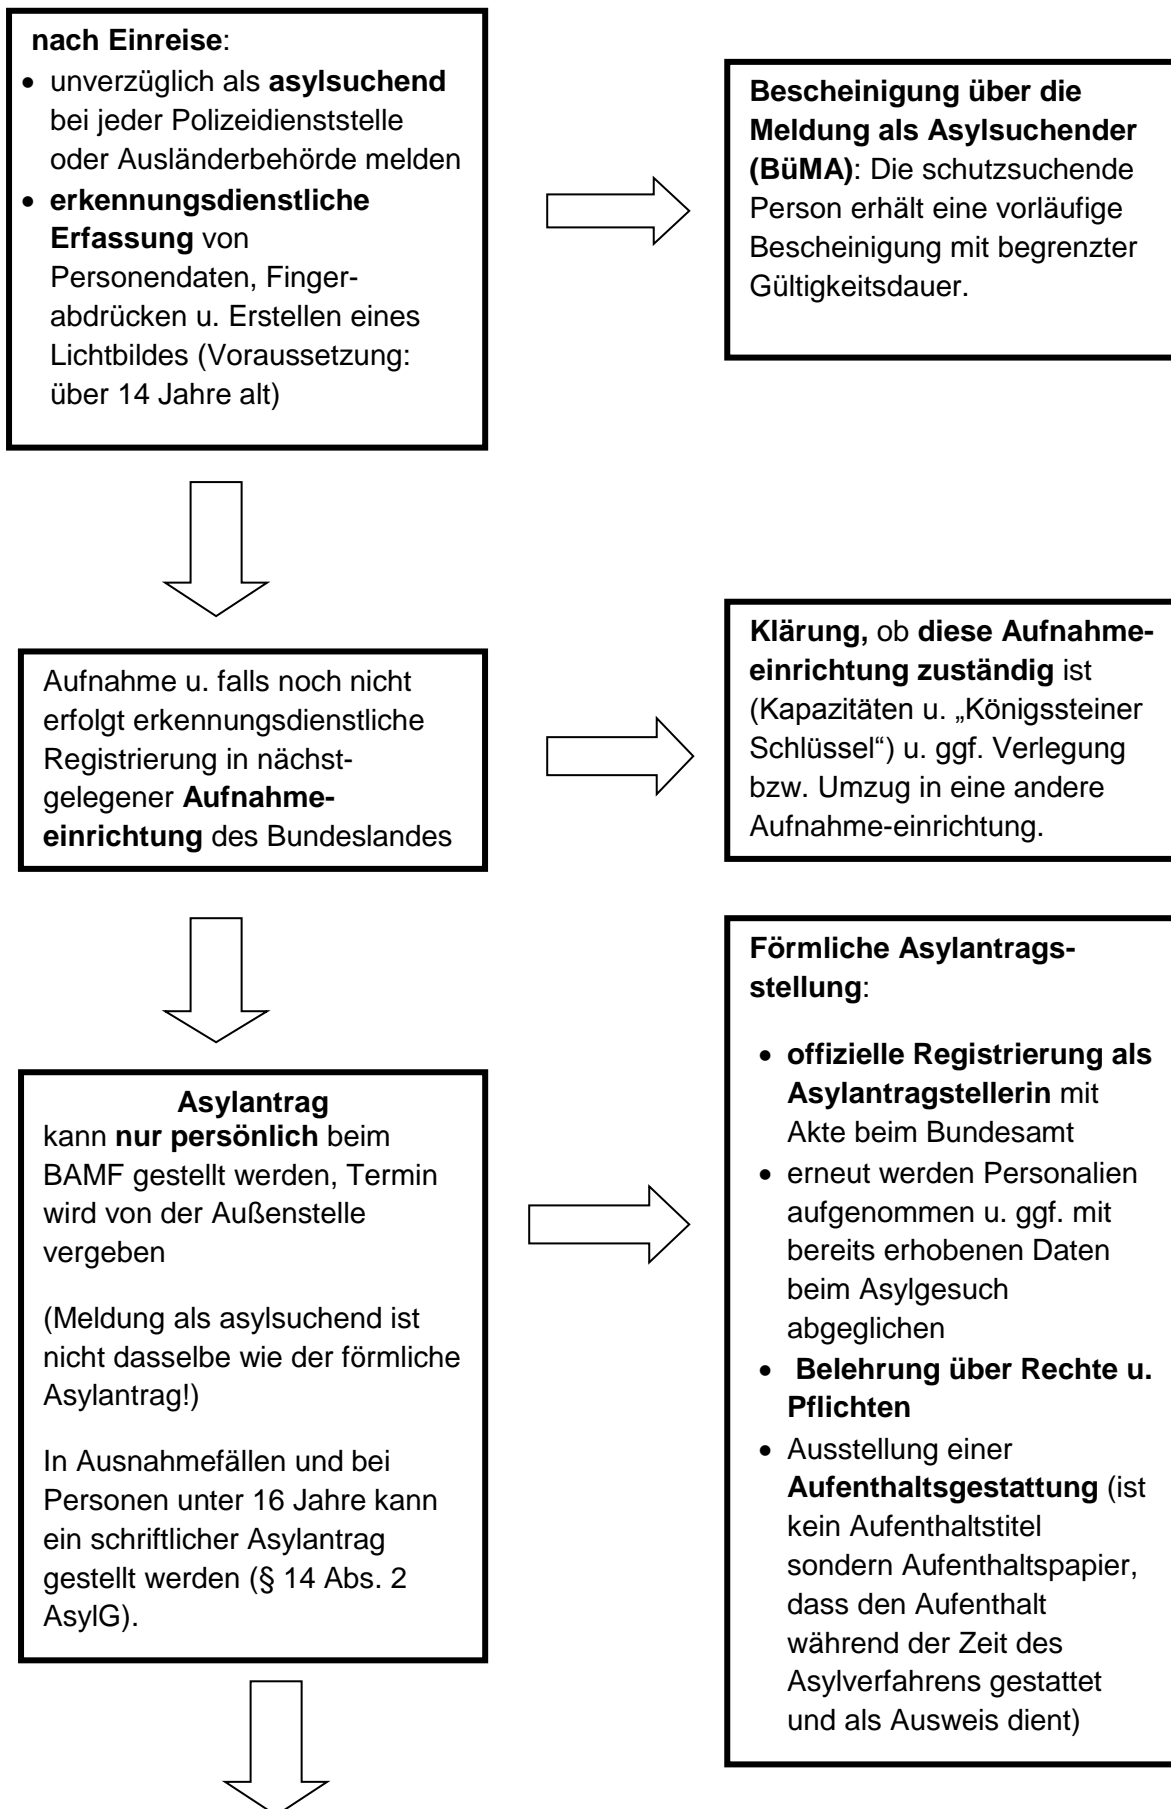 nach Einreise:
• unverzüglich als asylsuchend
bei jeder Polizeidienststelle
oder Ausländerbehörde melden
• erkennungsdienstliche
Erfassung von
Personendaten, Finger-
abdrücken u. Erstellen eines
Lichtbildes (Voraussetzung:
über 14 Jahre alt)
Bescheinigung über die
Meldung als Asylsuchender
(BüMA): Die schutzsuchende
Person erhält eine vorläufige
Bescheinigung mit begrenzter
Gültigkeitsdauer.
Aufnahme u. falls noch nicht
erfolgt erkennungsdienstliche
Registrierung in nächst-
gelegener Aufnahme-
einrichtung des Bundeslandes
Klärung, ob diese Aufnahme-
einrichtung zuständig ist
(Kapazitäten u. „Königssteiner
Schlüssel“) u. ggf. Verlegung
bzw. Umzug in eine andere
Aufnahme-einrichtung.
Asylantrag
kann nur persönlich beim
BAMF gestellt werden, Termin
wird von der Außenstelle
vergeben
(Meldung als asylsuchend ist
nicht dasselbe wie der förmliche
Asylantrag!)
In Ausnahmefällen und bei
Personen unter 16 Jahre kann
ein schriftlicher Asylantrag
gestellt werden (§ 14 Abs. 2
AsylG).
Förmliche Asylantrags-
stellung:
• offizielle Registrierung als
Asylantragstellerin mit
Akte beim Bundesamt
• erneut werden Personalien
aufgenommen u. ggf. mit
bereits erhobenen Daten
beim Asylgesuch
abgeglichen
• Belehrung über Rechte u.
Pflichten
• Ausstellung einer
Aufenthaltsgestattung (ist
kein Aufenthaltstitel
sondern Aufenthaltspapier,
dass den Aufenthalt
während der Zeit des
Asylverfahrens gestattet
und als Ausweis dient)